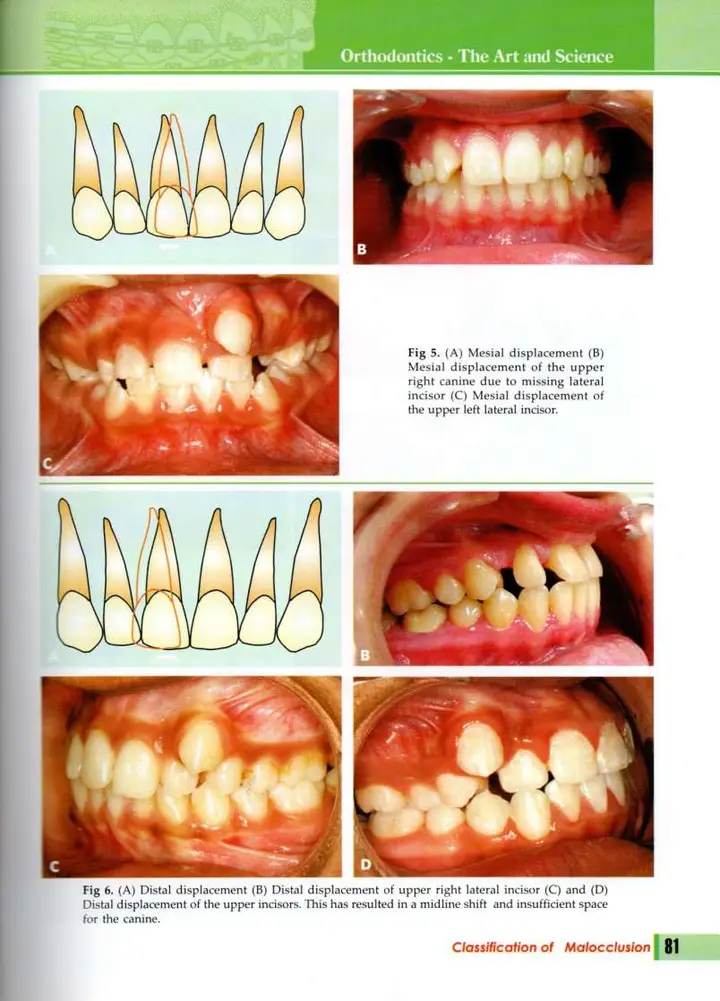 Orthodontics - The Art and Science
A
B
C
Fig 5. (A) Mesial displacement (B)
Mesial displacement of the upper
right canine due to missing lateral
incisor (C) Mesial displacement of
the upper left lateral incisor.
A
B
C
D
Fig 6. (A) Distal displacement (B) Distal displacement of upper right lateral incisor (C) and (D)
Distal displacement of the upper incisors. This has resulted in a midline shift and insufficient space
for the canine.
Classification of Malocclusion 81